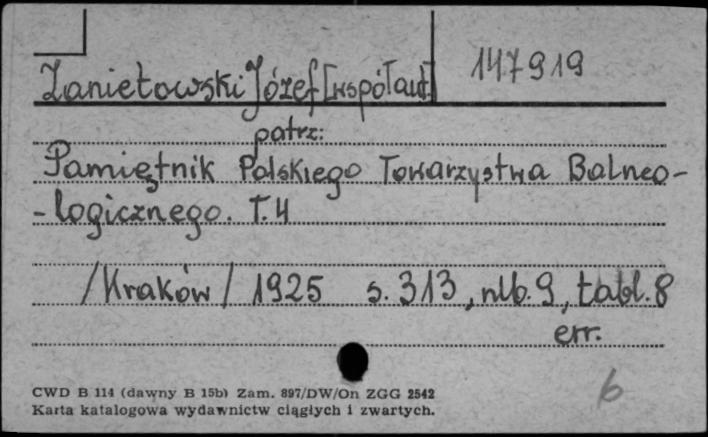 Zanietowski Józef [współaut] 147919
patrz:
Pamiętnik Polskiego Towarzystwa Balneo-
-logicznego. T.4
/Kraków/ 1925 s. 313, nlb. 9, tabl. 8
err.
6
CWD B 114 (dawny B 15b) Zam. 897/DW/On ZGG 2542
Karta katalogowa wydawnictw ciągłych i zwartych.